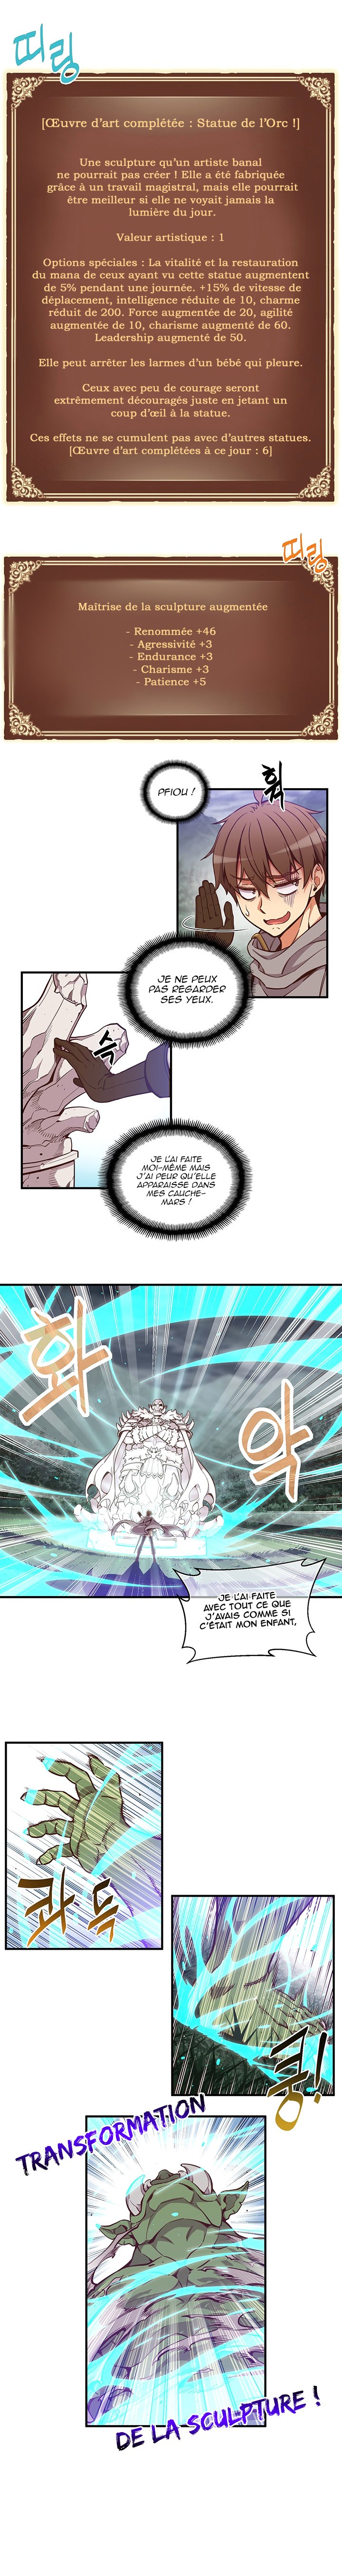 띠링
[Œuvre d'art complétée : Statue de l'Orc !]
Une sculpture qu'un artiste banal
ne pourrait pas créer ! Elle a été fabriquée
grâce à un travail magistral, mais elle pourrait
être meilleur si elle ne voyait jamais la
lumière du jour.
Valeur artistique : 1
Options spéciales : La vitalité et la restauration
du mana de ceux ayant vu cette statue augmentent
de 5% pendant une journée. +15% de vitesse de
déplacement, intelligence réduite de 10, charme
réduit de 200. Force augmentée de 20, agilité
augmentée de 10, charisme augmenté de 60.
Leadership augmenté de 50.
Elle peut arrêter les larmes d'un bébé qui pleure.
Ceux avec peu de courage seront
extrêmement découragés juste en jetant un
coup d'œil à la statue.
Ces effets ne se cumulent pas avec d'autres statues.
[Œuvre d'art complétées à ce jour : 6]
띠링
Maîtrise de la sculpture augmentée
- Renommée +46
- Agressivité +3
- Endurance +3
- Charisme +3
- Patience +5
PFIOU !
휙
JE NE PEUX
PAS REGARDER
SES YEUX.
스윽
JE L'AI FAITE
MOI-MÊME MAIS
J'AI PEUR QU'ELLE
APPARAISSE DANS
MES CAUCHE-
MARS !
화
악
JE L'AI FAITE
AVEC TOUT CE QUE
J'AVAIS COMME SI
C'ÉTAIT MON ENFANT,
콰득
쿵!
TRANSFORMATION
DE LA SCULPTURE !